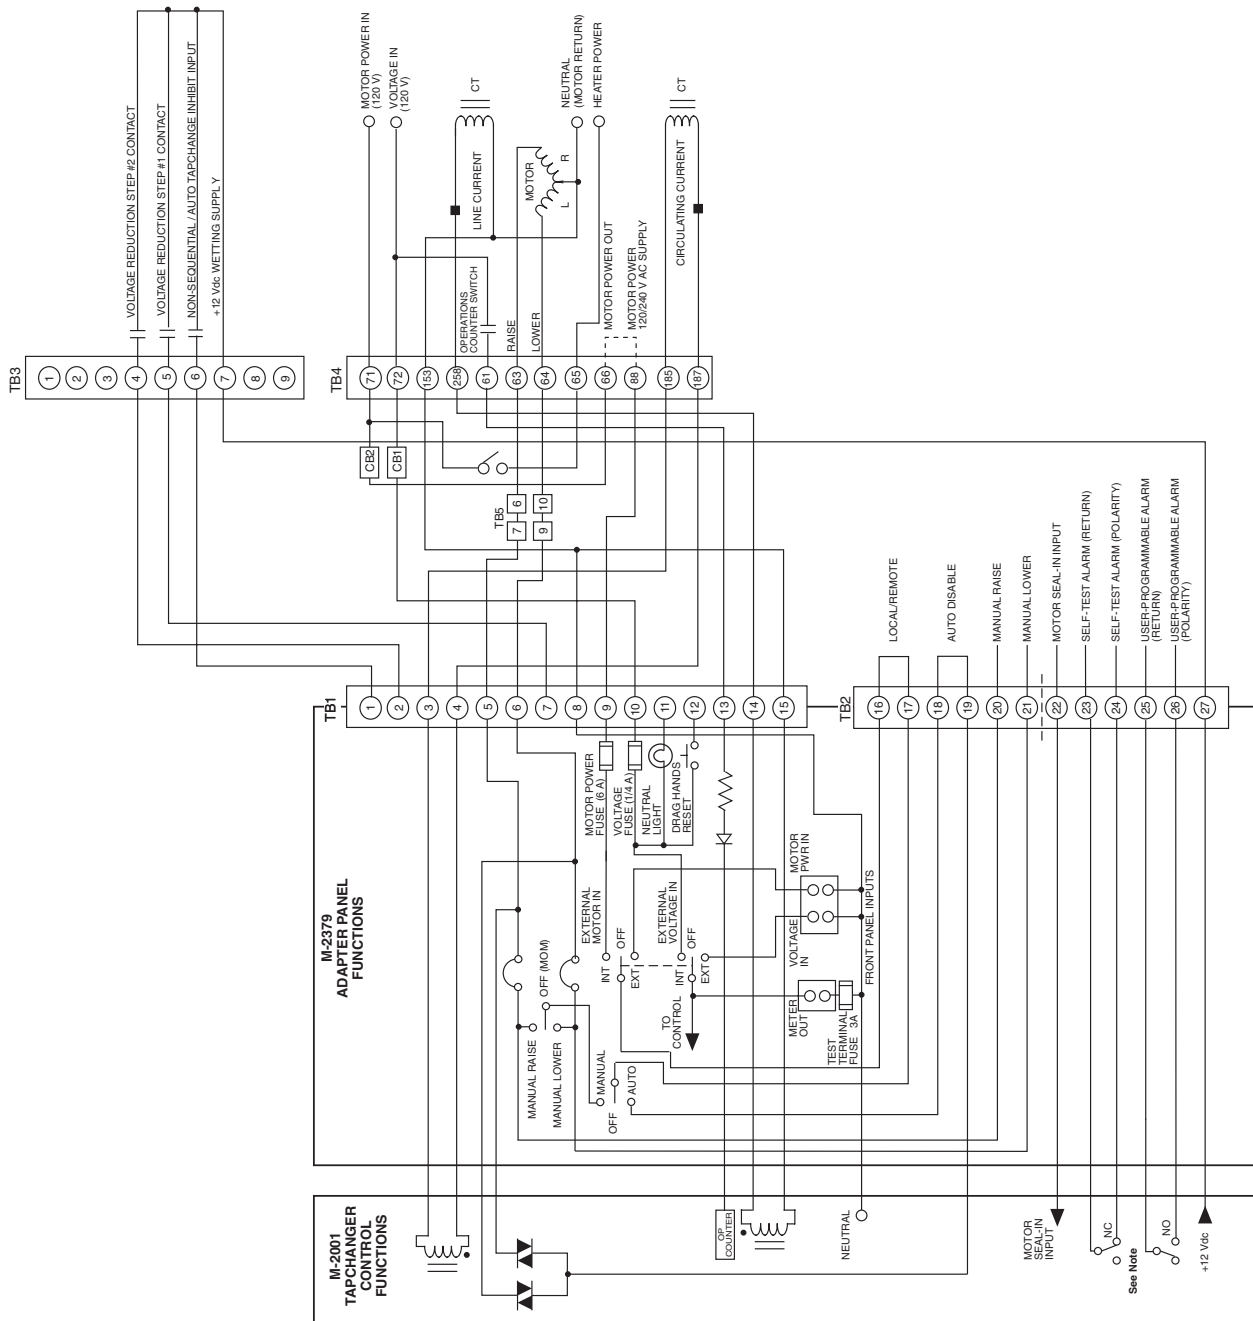 VOLTAGE REDUCTION STEP #2 CONTACT
VOLTAGE REDUCTION STEP #1 CONTACT
NON-SEQUENTIAL / AUTO TAPCHANGE INHIBIT INPUT
+12 Vdc WETTING SUPPLY
TB3
1
2
3
4
5
6
7
8
9
MOTOR POWER IN
(120 V)
VOLTAGE IN
(120 V)
CT
LINE CURRENT
NEUTRAL
(MOTOR RETURN)
HEATER POWER
MOTOR
R
L
CT
CIRCULATING CURRENT
OPERATIONS
COUNTER SWITCH
RAISE
LOWER
MOTOR POWER OUT
MOTOR POWER
120/240 V AC SUPPLY
TB4
71
72
153
258
61
63
64
65
66
88
185
187
CB2
CB1
TB5
6
7
10
9
TB1
1
2
3
4
5
6
7
8
9
10
11
12
13
14
15
LOCAL/REMOTE
AUTO DISABLE
MANUAL RAISE
MANUAL LOWER
MOTOR SEAL-IN INPUT
SELF-TEST ALARM (RETURN)
SELF-TEST ALARM (POLARITY)
USER-PROGRAMMABLE ALARM
(RETURN)
USER-PROGRAMMABLE ALARM
(POLARITY)
TB2
16
17
18
19
20
21
22
23
24
25
26
27
M-2379
ADAPTER PANEL
FUNCTIONS
MOTOR POWER
FUSE (6 A)
VOLTAGE
FUSE (1/4 A)
NEUTRAL
LIGHT
DRAG HANDS
RESET
EXTERNAL
MOTOR IN
INT
OFF
EXT
EXTERNAL
VOLTAGE IN
INT
OFF
EXT
MOTOR
PWR IN
VOLTAGE
IN
FRONT PANEL INPUTS
TO
CONTROL
METER
OUT
TEST
TERMINAL
FUSE 3A
OFF (MOM)
MANUAL RAISE
MANUAL LOWER
MANUAL
OFF
AUTO
M-2001
TAPCHANGER
CONTROL
FUNCTIONS
OP
COUNTER
NEUTRAL
MOTOR
SEAL-IN
INPUT
NC
See Note
NO
+12 Vdc